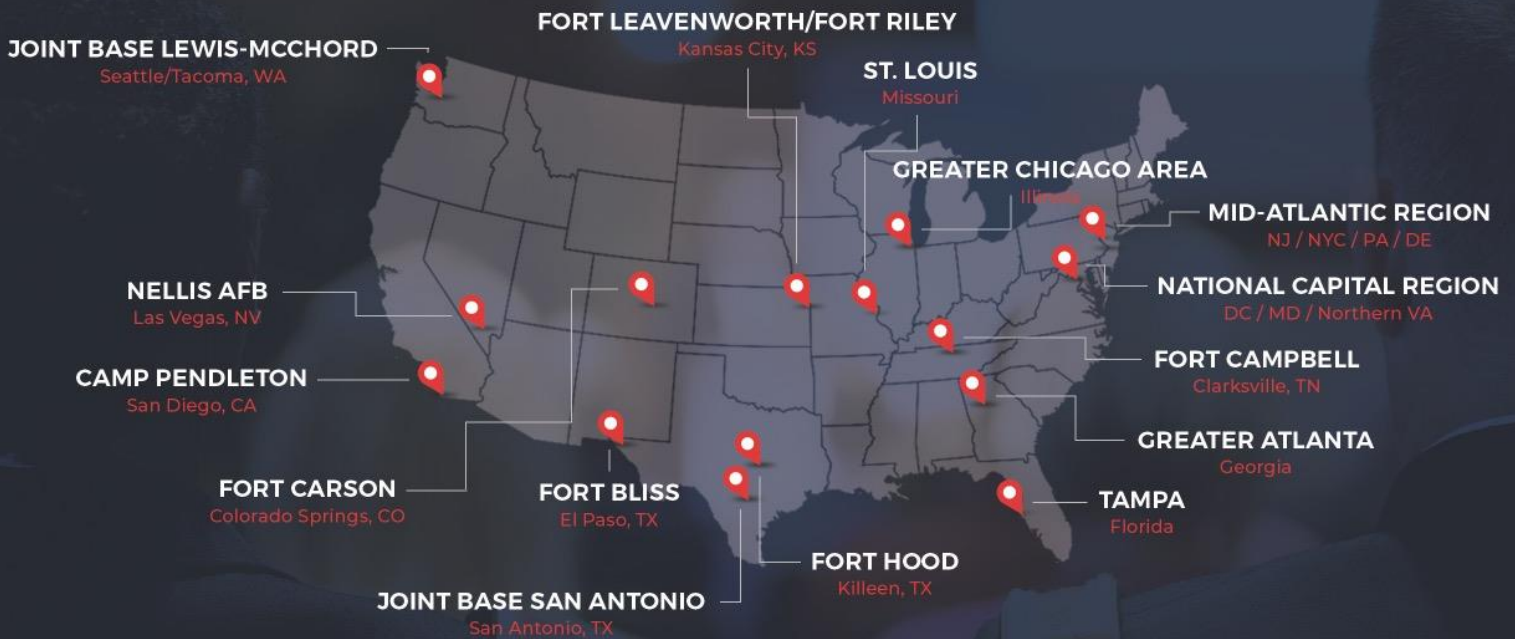 FORT LEAVENWORTH/FORT RILEY
Kansas City, KS
JOINT BASE LEWIS-MCCHORD
Seattle/Tacoma, WA
ST. LOUIS
Missouri
GREATER CHICAGO AREA
Illinois
MID-ATLANTIC REGION
NJ / NYC / PA / DE
NELLIS AFB
Las Vegas, NV
NATIONAL CAPITAL REGION
DC / MD / Northern VA
CAMP PENDLETON
San Diego, CA
FORT CAMPBELL
Clarksville, TN
GREATER ATLANTA
Georgia
FORT CARSON
Colorado Springs, CO
FORT BLISS
El Paso, TX
TAMPA
Florida
FORT HOOD
Killeen, TX
JOINT BASE SAN ANTONIO
San Antonio, TX